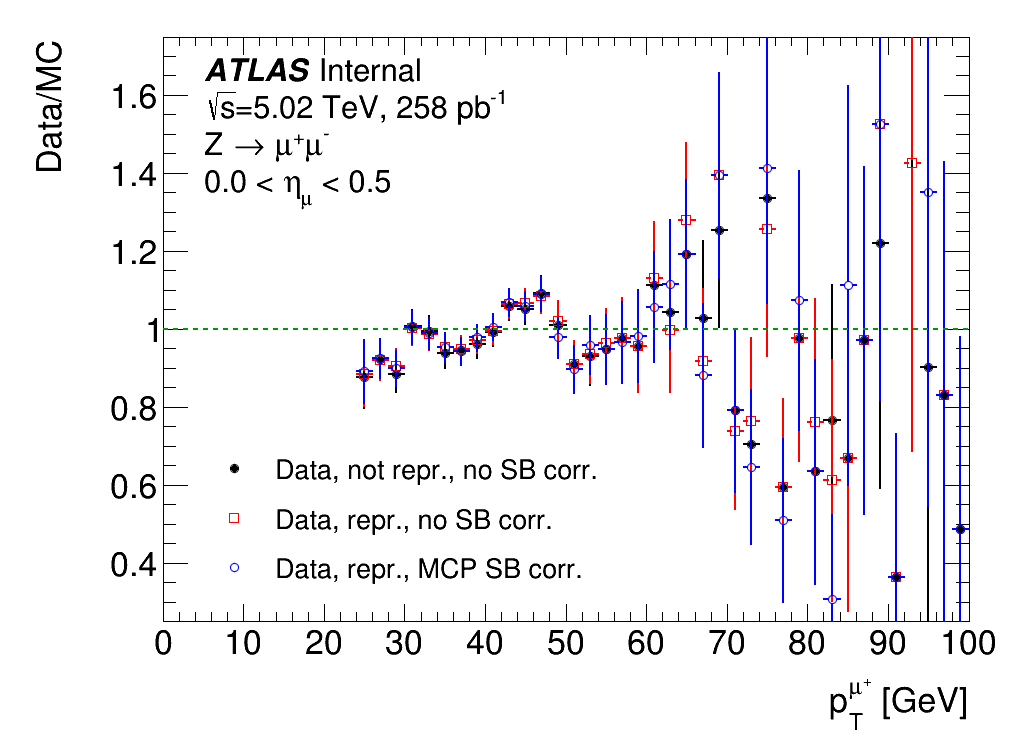 Data/MC
ATLAS Internal
√s=5.02 TeV, 258 pb⁻¹
Z → μ⁺μ⁻
0.0 < η_μ < 0.5
1.6
1.4
1.2
1
0.8
0.6
0.4
Data, not repr., no SB corr.
Data, repr., no SB corr.
Data, repr., MCP SB corr.
0 10 20 30 40 50 60 70 80 90 100
p_T^μ⁺ [GeV]